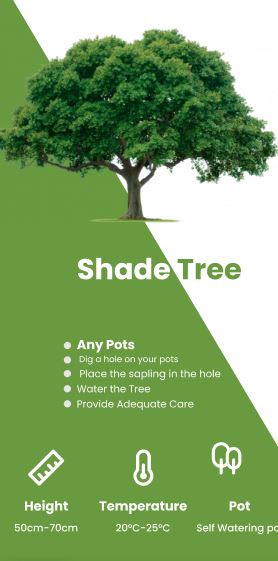 Shade Tree
Any Pots
Dig a hole on your pots
Place the sapling in the hole
Water the Tree
Provide Adequate Care
Height Temperature Pot
50cm-70cm 20°C-25°C Self Watering po